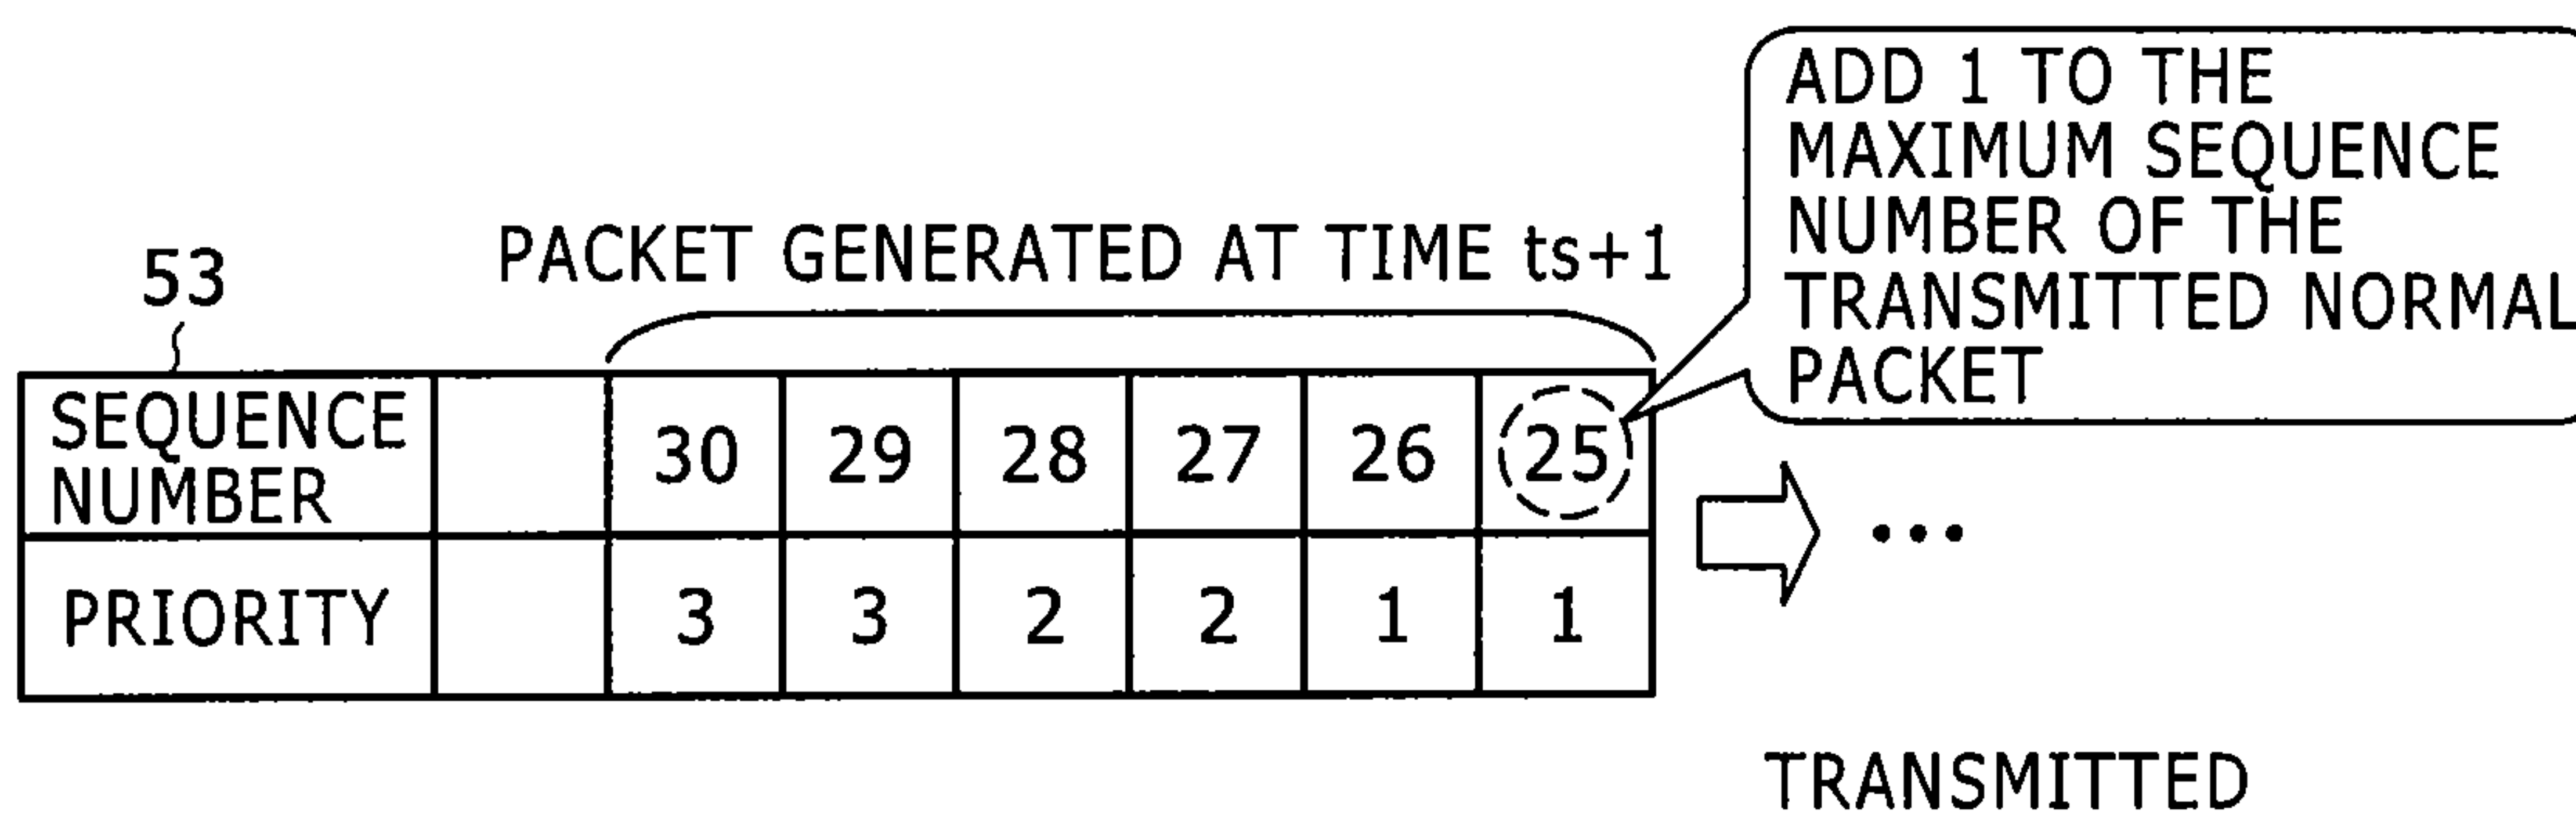 ADD 1 TO THE
MAXIMUM SEQUENCE
NUMBER OF THE
TRANSMITTED NORMAL
PACKET
PACKET GENERATED AT TIME ts+1
53
SEQUENCE
NUMBER
30 29 28 27 26 25
PRIORITY 3 3 2 2 1 1
•••
TRANSMITTED